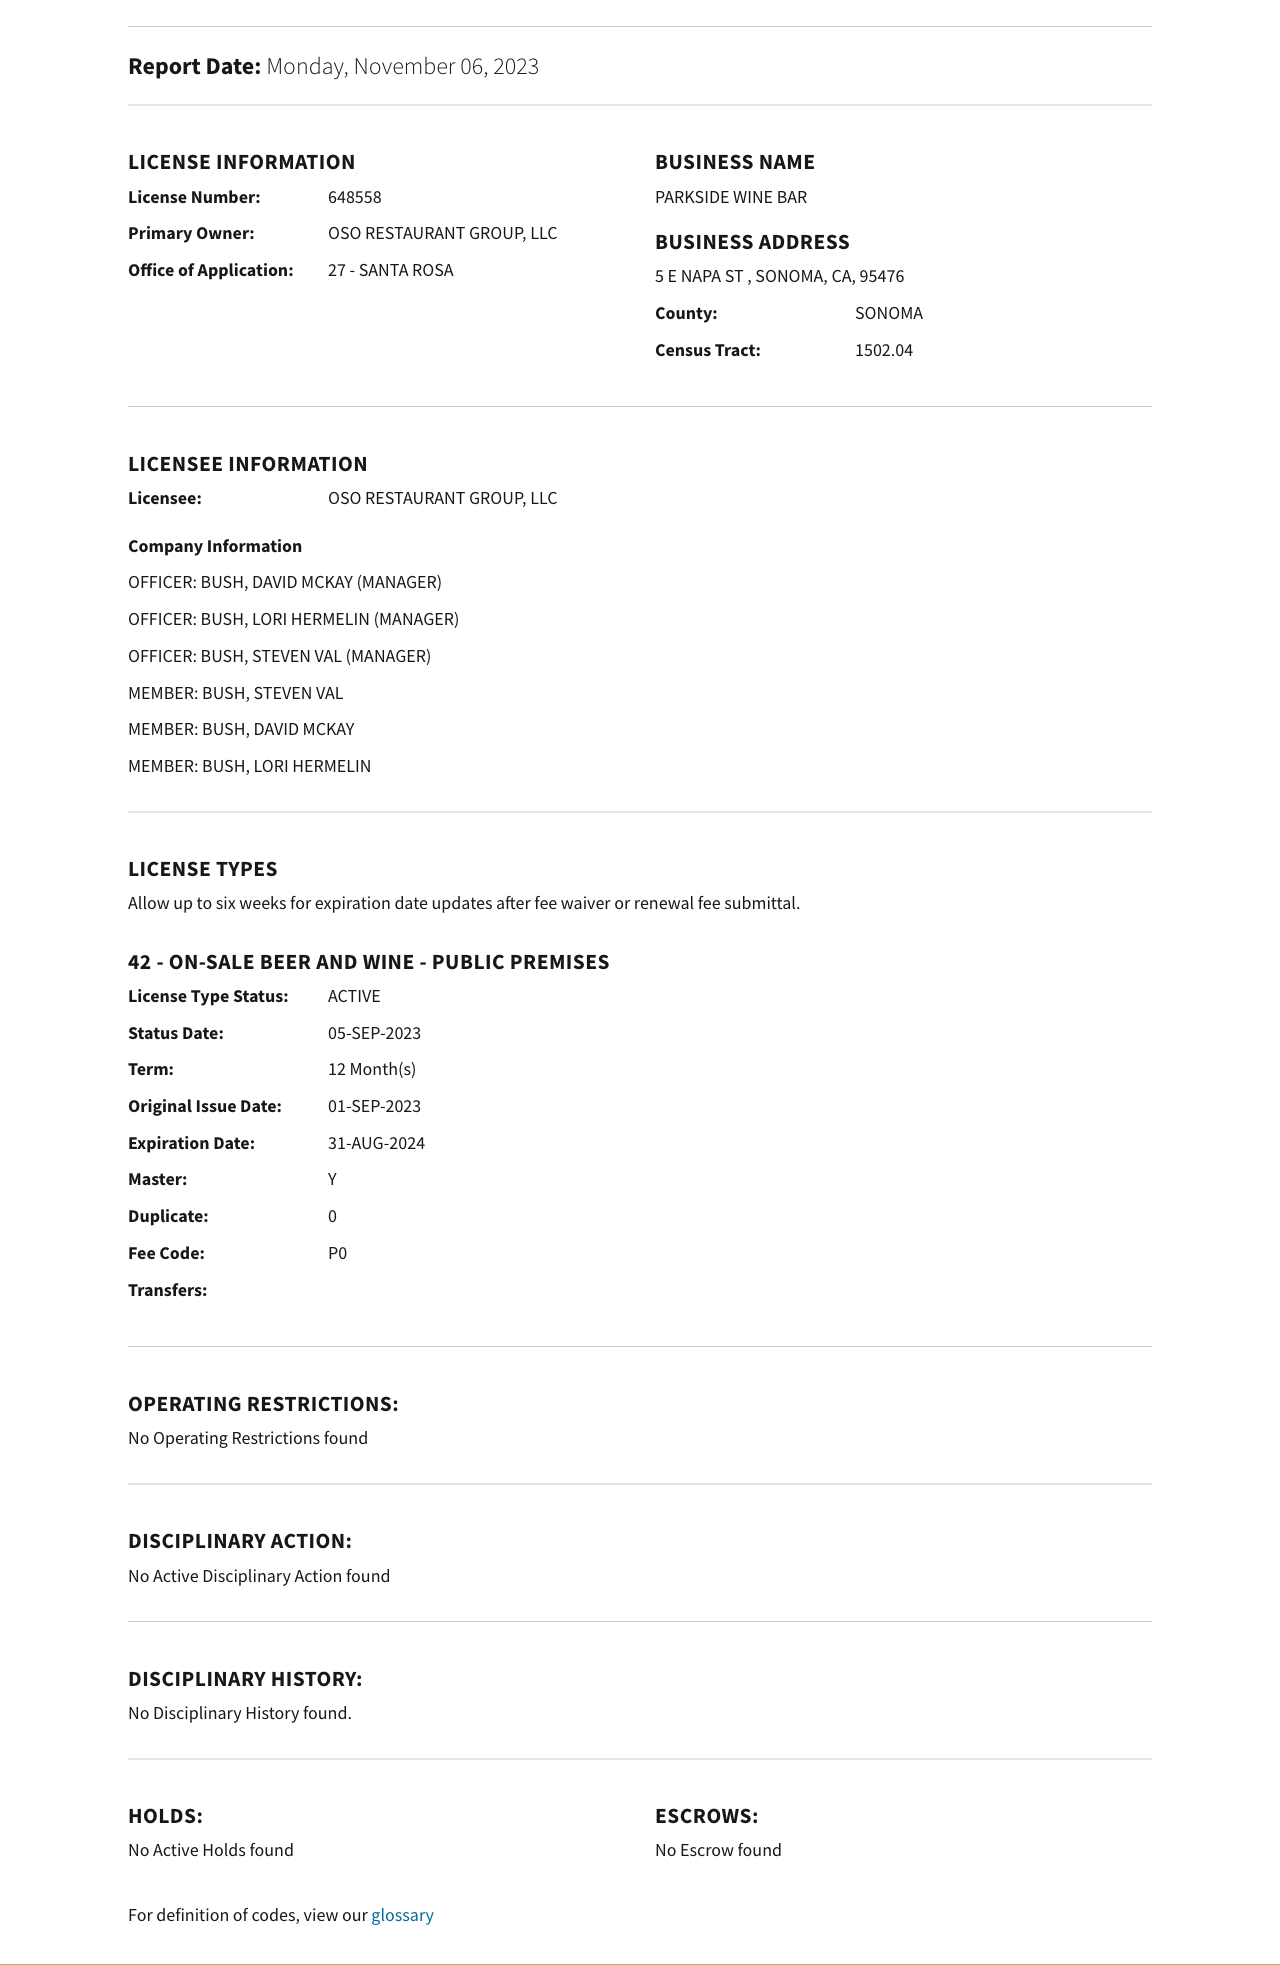 Report Date: Monday, November 06, 2023
LICENSE INFORMATION
License Number: 648558
Primary Owner: OSO RESTAURANT GROUP, LLC
Office of Application: 27 - SANTA ROSA
BUSINESS NAME
PARKSIDE WINE BAR
BUSINESS ADDRESS
5 E NAPA ST , SONOMA, CA, 95476
County: SONOMA
Census Tract: 1502.04
LICENSEE INFORMATION
Licensee: OSO RESTAURANT GROUP, LLC
Company Information
OFFICER: BUSH, DAVID MCKAY (MANAGER)
OFFICER: BUSH, LORI HERMELIN (MANAGER)
OFFICER: BUSH, STEVEN VAL (MANAGER)
MEMBER: BUSH, STEVEN VAL
MEMBER: BUSH, DAVID MCKAY
MEMBER: BUSH, LORI HERMELIN
LICENSE TYPES
Allow up to six weeks for expiration date updates after fee waiver or renewal fee submittal.
42 - ON-SALE BEER AND WINE - PUBLIC PREMISES
License Type Status: ACTIVE
Status Date: 05-SEP-2023
Term: 12 Month(s)
Original Issue Date: 01-SEP-2023
Expiration Date: 31-AUG-2024
Master: Y
Duplicate: 0
Fee Code: P0
Transfers:
OPERATING RESTRICTIONS:
No Operating Restrictions found
DISCIPLINARY ACTION:
No Active Disciplinary Action found
DISCIPLINARY HISTORY:
No Disciplinary History found.
HOLDS:
No Active Holds found
ESCROWS:
No Escrow found
For definition of codes, view our glossary